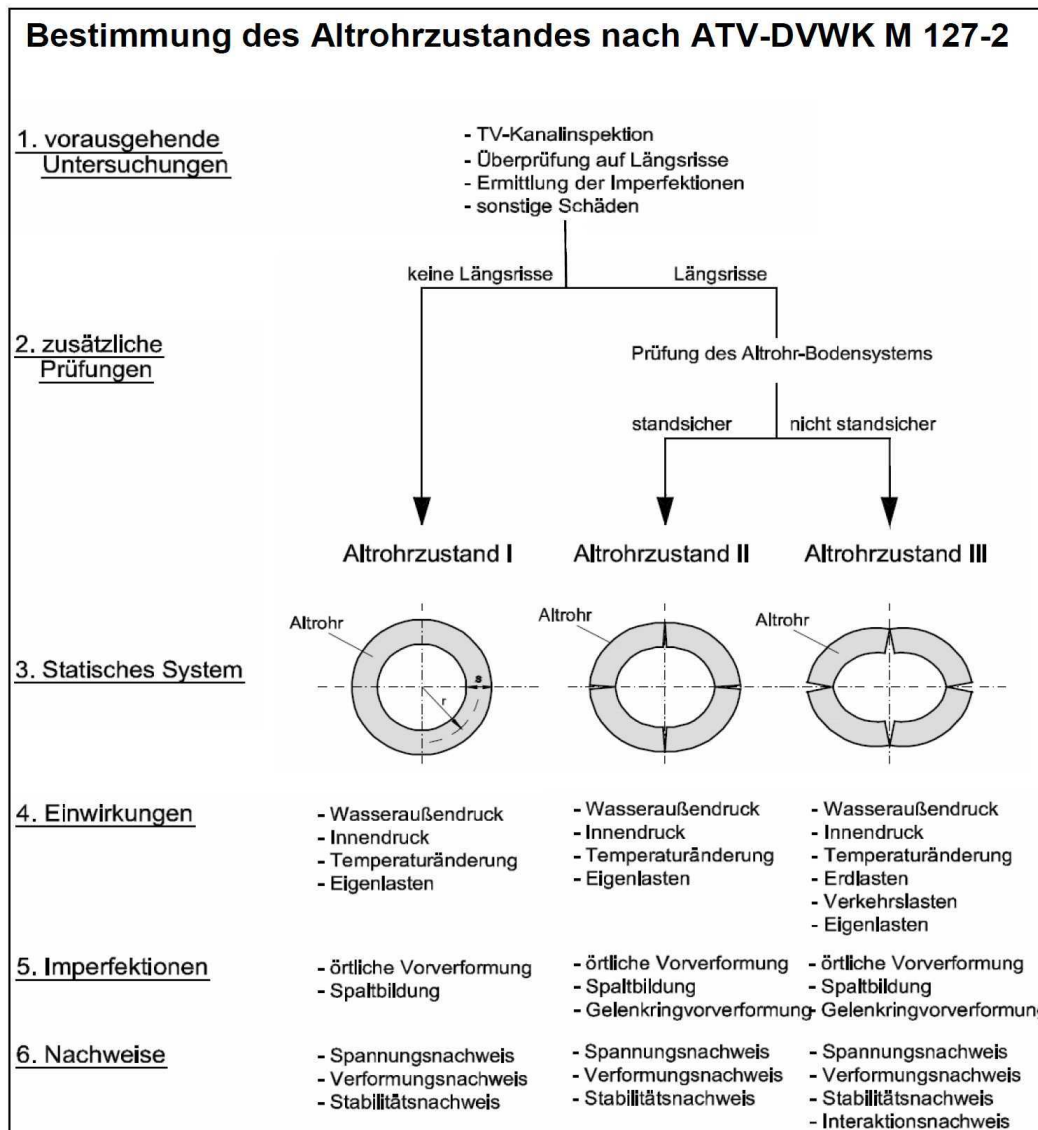 Bestimmung des Altrohrzustandes nach ATV-DVWK M 127-2
1. vorausgehende
Untersuchungen
- TV-Kanalinspektion
- Überprüfung auf Längsrisse
- Ermittlung der Imperfektionen
- sonstige Schäden
keine Längsrisse
Längsrisse
2. zusätzliche
Prüfungen
Prüfung des Altrohr-Bodensystems
standsicher
nicht standsicher
Altrohrzustand I
Altrohrzustand II
Altrohrzustand III
3. Statisches System
Altrohr
s
r
Altrohr
Altrohr
4. Einwirkungen
- Wasseraußendruck
- Innendruck
- Temperaturänderung
- Eigenlasten
- Wasseraußendruck
- Innendruck
- Temperaturänderung
- Eigenlasten
- Wasseraußendruck
- Innendruck
- Temperaturänderung
- Erdlasten
- Verkehrslasten
- Eigenlasten
5. Imperfektionen
- örtliche Vorverformung
- Spaltbildung
- örtliche Vorverformung
- Spaltbildung
- Gelenkringvorverformung
- örtliche Vorverformung
- Spaltbildung
- Gelenkringvorverformung
6. Nachweise
- Spannungsnachweis
- Verformungsnachweis
- Stabilitätsnachweis
- Spannungsnachweis
- Verformungsnachweis
- Stabilitätsnachweis
- Spannungsnachweis
- Verformungsnachweis
- Stabilitätsnachweis
- Interaktionsnachweis